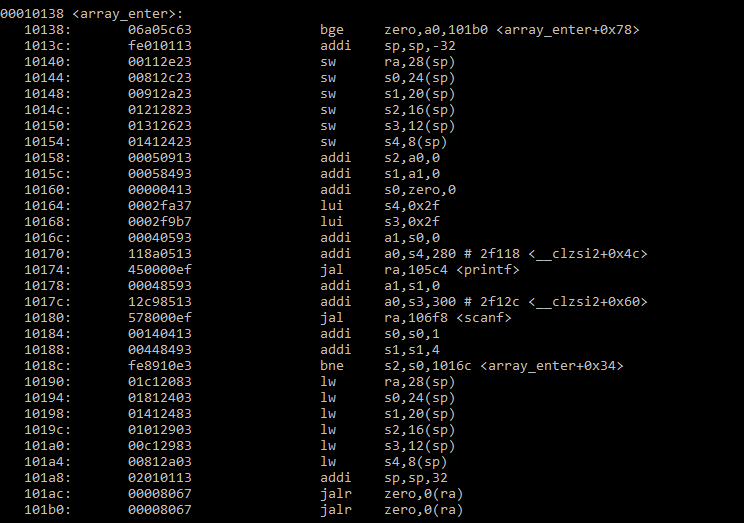 00010138 <array_enter>:
10138: 06a05c63 bge zero,a0,101b0 <array_enter+0x78>
1013c: fe010113 addi sp,sp,-32
10140: 00112e23 sw ra,28(sp)
10144: 00812c23 sw s0,24(sp)
10148: 00912a23 sw s1,20(sp)
1014c: 01212823 sw s2,16(sp)
10150: 01312623 sw s3,12(sp)
10154: 01412423 sw s4,8(sp)
10158: 00050913 addi s2,a0,0
1015c: 00058493 addi s1,a1,0
10160: 00000413 addi s0,zero,0
10164: 0002fa37 lui s4,0x2f
10168: 0002f9b7 lui s3,0x2f
1016c: 00040593 addi a1,s0,0
10170: 118a0513 addi a0,s4,280 # 2f118 <__clzsi2+0x4c>
10174: 450000ef jal ra,105c4 <printf>
10178: 00048593 addi a1,s1,0
1017c: 12c98513 addi a0,s3,300 # 2f12c <__clzsi2+0x60>
10180: 578000ef jal ra,106f8 <scanf>
10184: 00140413 addi s0,s0,1
10188: 00448493 addi s1,s1,4
1018c: fe8910e3 bne s2,s0,1016c <array_enter+0x34>
10190: 01c12083 lw ra,28(sp)
10194: 01812403 lw s0,24(sp)
10198: 01412483 lw s1,20(sp)
1019c: 01012903 lw s2,16(sp)
101a0: 00c12983 lw s3,12(sp)
101a4: 00812a03 lw s4,8(sp)
101a8: 02010113 addi sp,sp,32
101ac: 00008067 jalr zero,0(ra)
101b0: 00008067 jalr zero,0(ra)